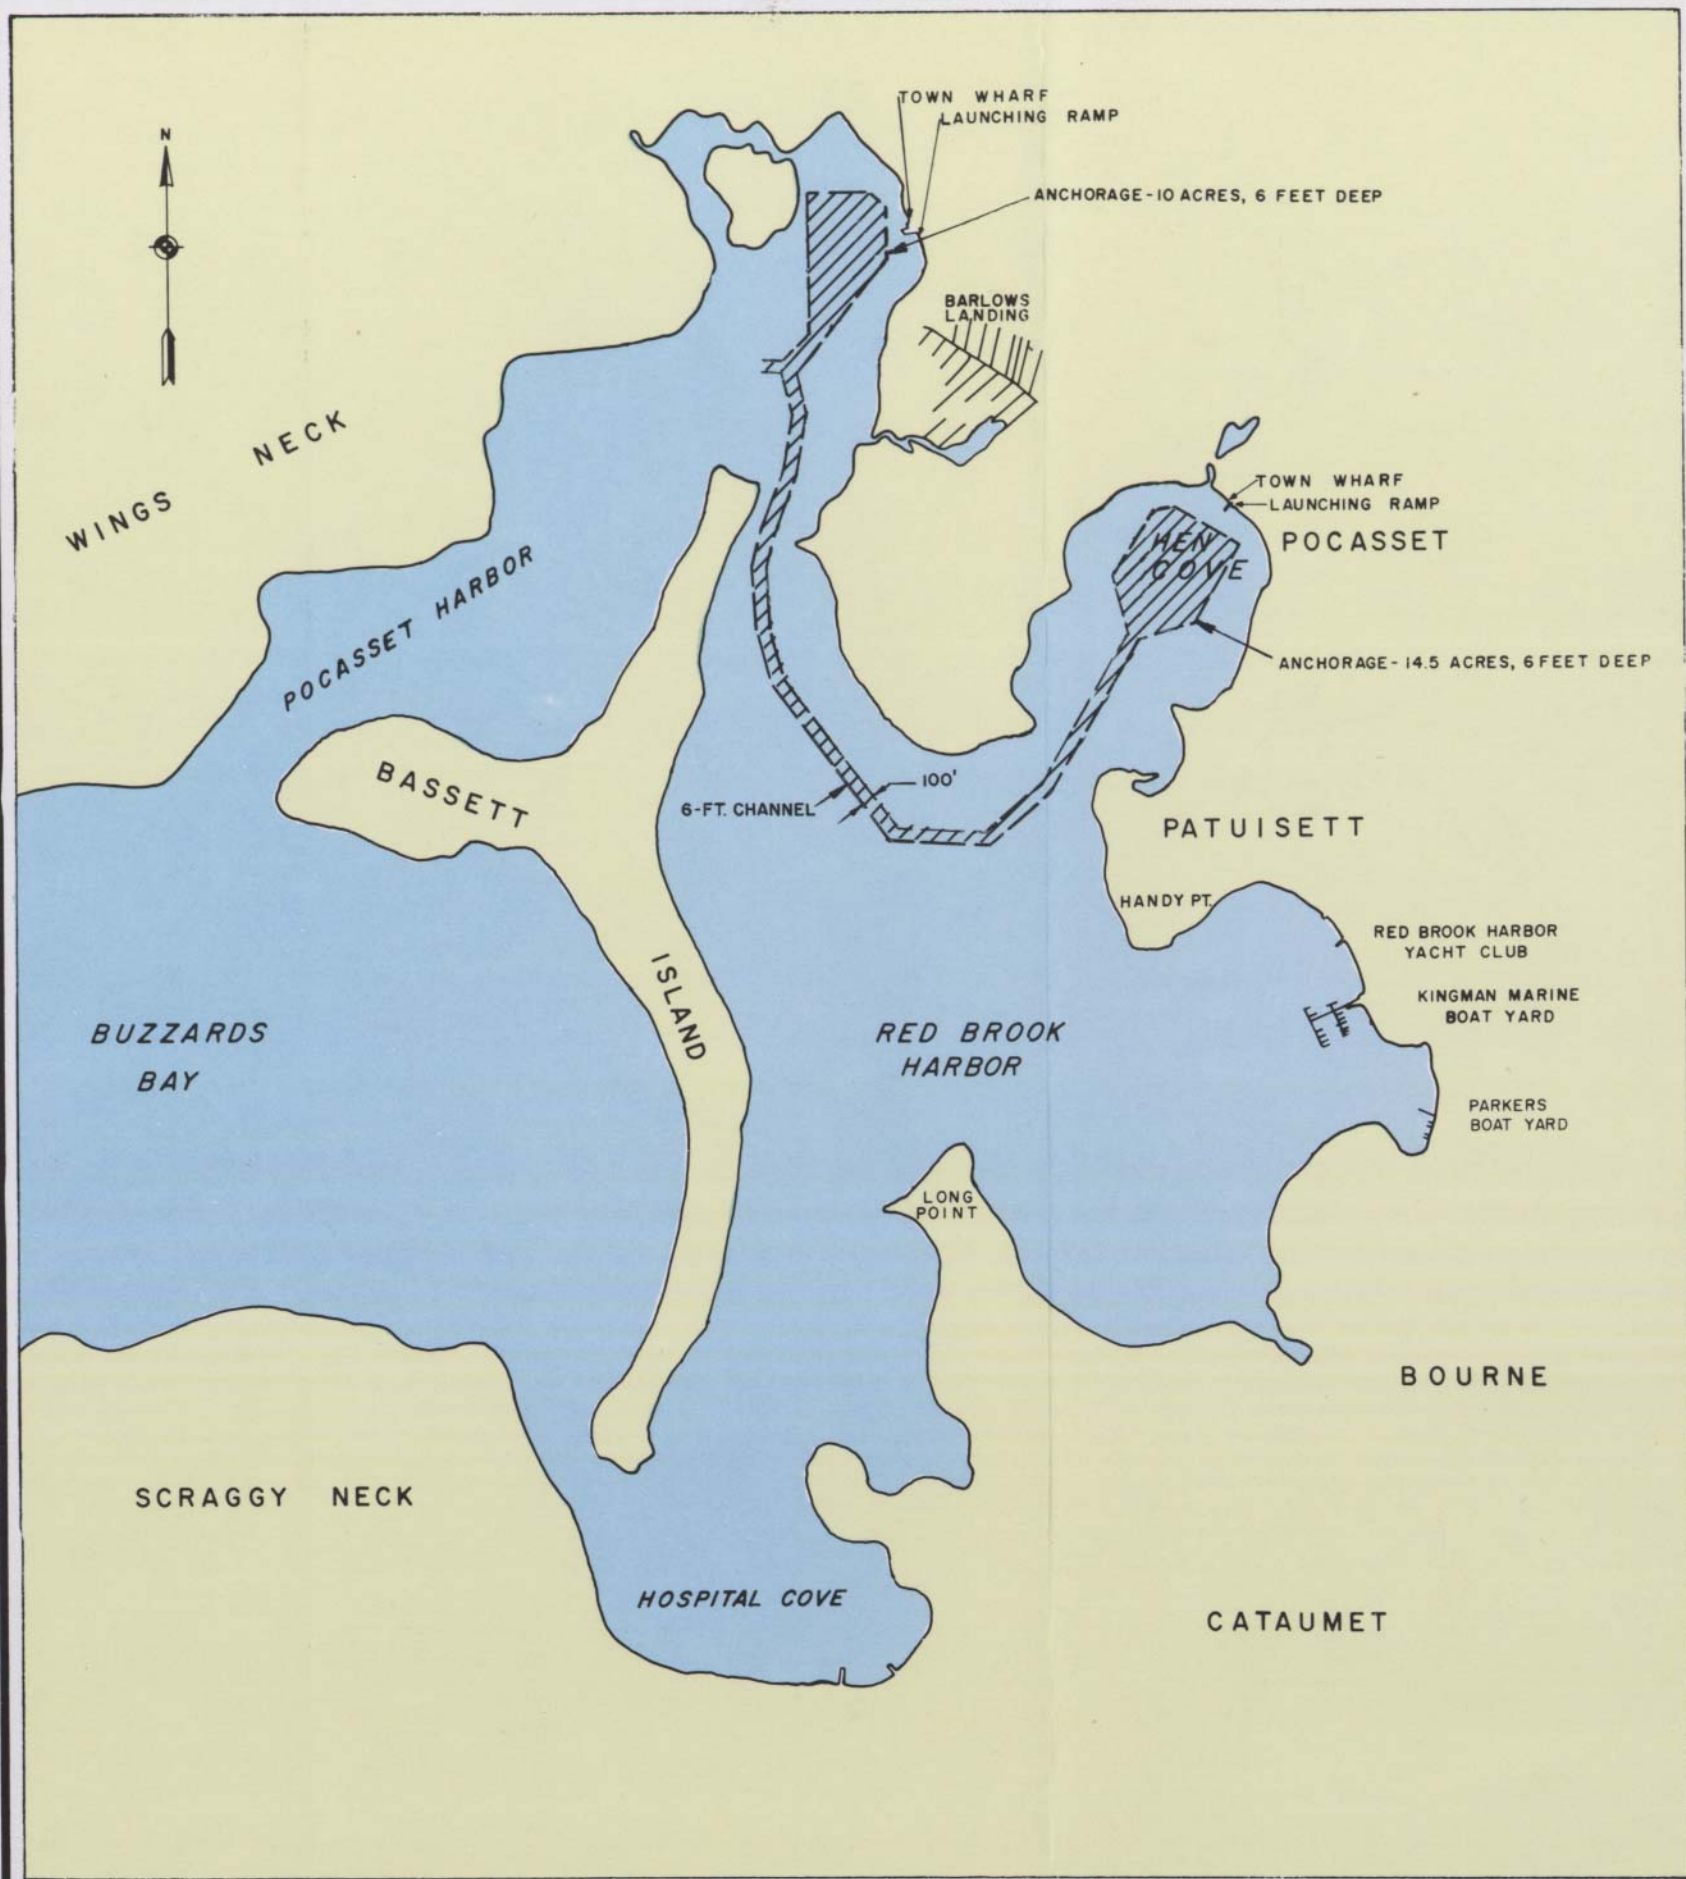 TOWN WHARF
LAUNCHING RAMP
N
ANCHORAGE-10 ACRES, 6 FEET DEEP
BARLOWS
LANDING
WINGS NECK
TOWN WHARF
LAUNCHING RAMP
HEN
COVE
POCASSET
POCASSET HARBOR
ANCHORAGE-14.5 ACRES, 6 FEET DEEP
BASSETT
ISLAND
100'
6-FT. CHANNEL
PATUISETT
HANDY PT.
RED BROOK HARBOR
YACHT CLUB
KINGMAN MARINE
BOAT YARD
BUZZARDS
BAY
RED BROOK
HARBOR
PARKERS
BOAT YARD
LONG
POINT
BOURNE
SCRAGGY NECK
HOSPITAL COVE
CATAUMET